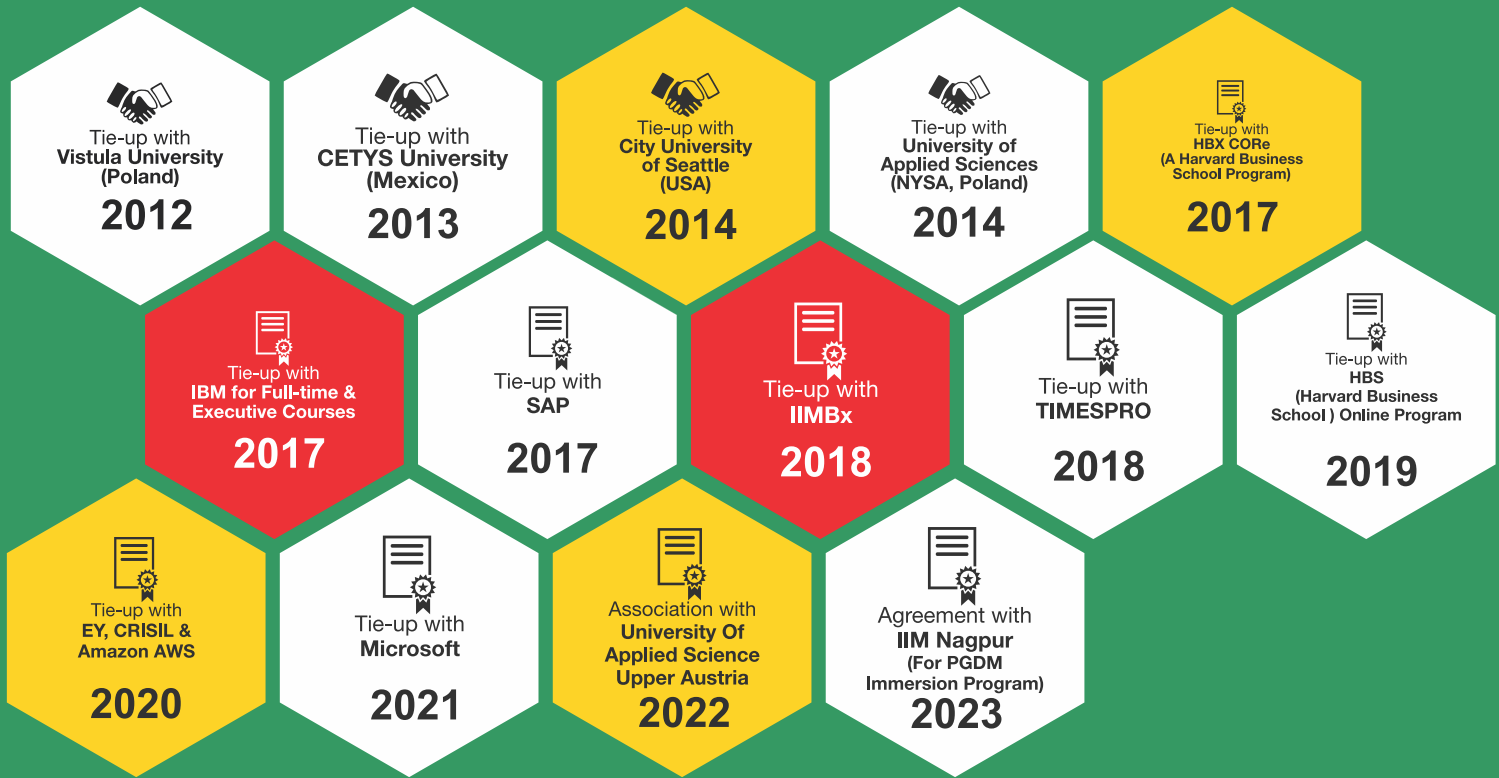 Tie-up with
Vistula University
(Poland)
2012
Tie-up with
CETYS University
(Mexico)
2013
Tie-up with
City University
of Seattle
(USA)
2014
Tie-up with
University of
Applied Sciences
(NYSA, Poland)
2014
Tie-up with
HBX CORe
(A Harvard Business
School Program)
2017
Tie-up with
IBM for Full-time &
Executive Courses
2017
Tie-up with
SAP
2017
Tie-up with
IIMBx
2018
Tie-up with
TIMESPRO
2018
Tie-up with
HBS
(Harvard Business
School ) Online Program
2019
Tie-up with
EY, CRISIL &
Amazon AWS
2020
Tie-up with
Microsoft
2021
Association with
University Of
Applied Science
Upper Austria
2022
Agreement with
IIM Nagpur
(For PGDM
Immersion Program)
2023